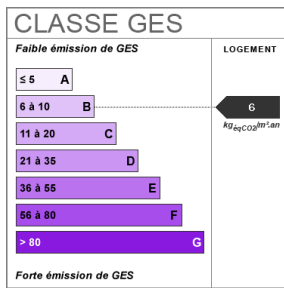 CLASSE GES
Faible émission de GES
LOGEMENT
≤ 5 A
6 à 10 B
6
kgéqCO2/m².an
11 à 20 C
21 à 35 D
36 à 55 E
56 à 80 F
> 80 G
Forte émission de GES